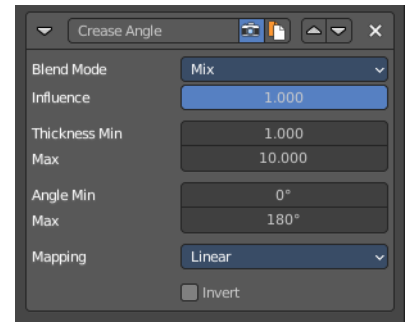 Crease Angle
Blend Mode Mix
Influence 1.000
Thickness Min 1.000
Max 10.000
Angle Min 0°
Max 180°
Mapping Linear
Invert